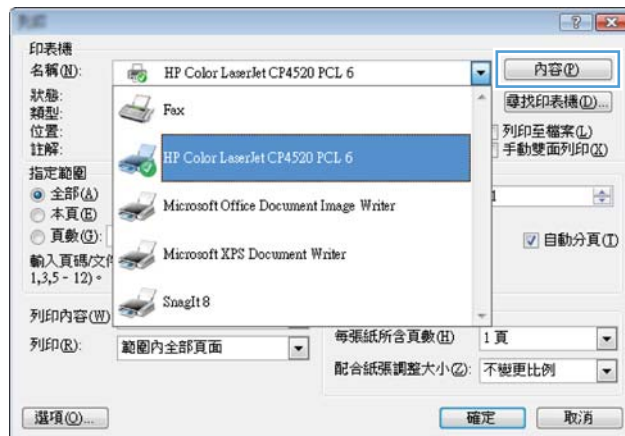 印表機
名稱(N): HP Color LaserJet CP4520 PCL 6 內容(P)
狀態:
類型:
位置:
註解:
Fax
HP Color LaserJet CP4520 PCL 6
Microsoft Office Document Image Writer
Microsoft XPS Document Writer
SnagIt 8
尋找印表機(D)...
列印至檔案(L)
手動雙面列印(X)
指定範圍
全部(A)
本頁(E)
頁數(G):
輸入頁碼/文件
1,3,5 - 12)。
1
自動分頁(T)
列印內容(W)
列印(R): 範圍內全部頁面
每張紙所含頁數(H) 1 頁
配合紙張調整大小(Z): 不變更比例
選項(O)... 確定 取消